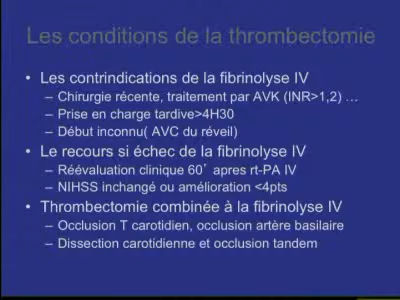 Les conditions de la thrombectomie
• Les contrindications de la fibrinolyse IV
– Chirurgie récente, traitement par AVK (INR>1,2) …
– Prise en charge tardive>4H30
– Début inconnu( AVC du réveil)
• Le recours si échec de la fibrinolyse IV
– Réévaluation clinique 60’ apres rt-PA IV
– NIHSS inchangé ou amélioration <4pts
• Thrombectomie combinée à la fibrinolyse IV
– Occlusion T carotidien, occlusion artère basilaire
– Dissection carotidienne et occlusion tandem